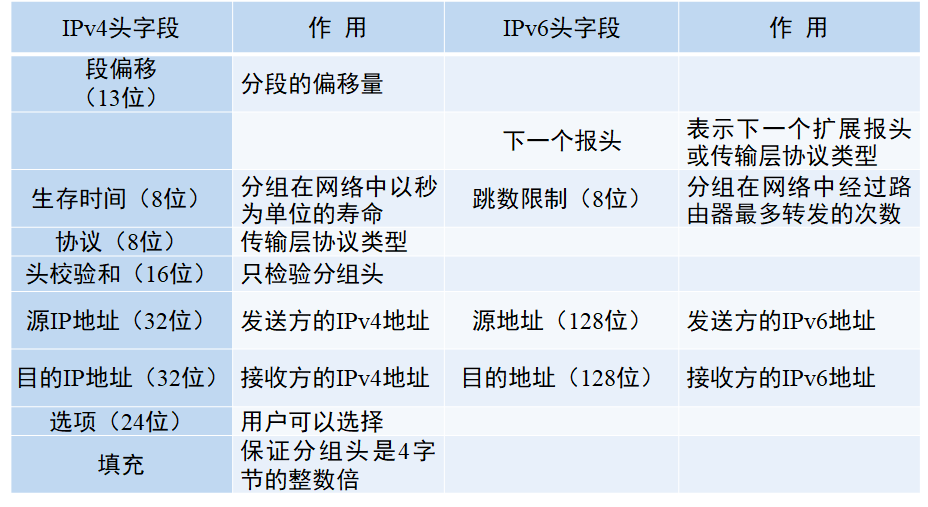 IPv4头字段 作 用 IPv6头字段 作 用
段偏移
（13位）
分段的偏移量
下一个报头
表示下一个扩展报头
或传输层协议类型
生存时间（8位）
分组在网络中以秒
为单位的寿命
跳数限制（8位）
分组在网络中经过路
由器最多转发的次数
协议（8位） 传输层协议类型
头校验和（16位） 只检验分组头
源IP地址（32位） 发送方的IPv4地址 源地址（128位） 发送方的IPv6地址
目的IP地址（32位） 接收方的IPv4地址 目的地址（128位） 接收方的IPv6地址
选项（24位） 用户可以选择
填充
保证分组头是4字
节的整数倍